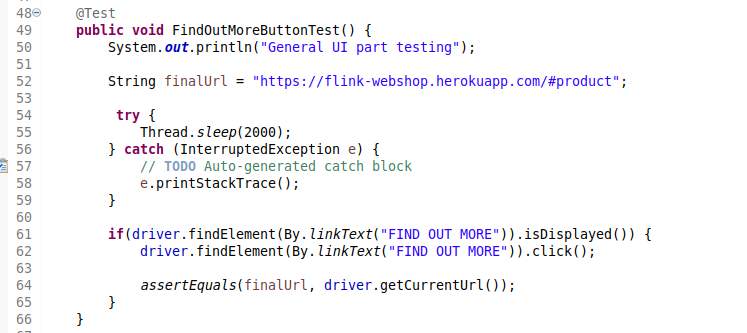 48 @Test
49 public void FindOutMoreButtonTest() {
50 System.out.println("General UI part testing");
51
52 String finalUrl = "https://flink-webshop.herokuapp.com/#product";
53
54 try {
55 Thread.sleep(2000);
56 } catch (InterruptedException e) {
57 // TODO Auto-generated catch block
58 e.printStackTrace();
59 }
60
61 if(driver.findElement(By.linkText("FIND OUT MORE")).isDisplayed()) {
62 driver.findElement(By.linkText("FIND OUT MORE")).click();
63
64 assertEquals(finalUrl, driver.getCurrentUrl());
65 }
66 }